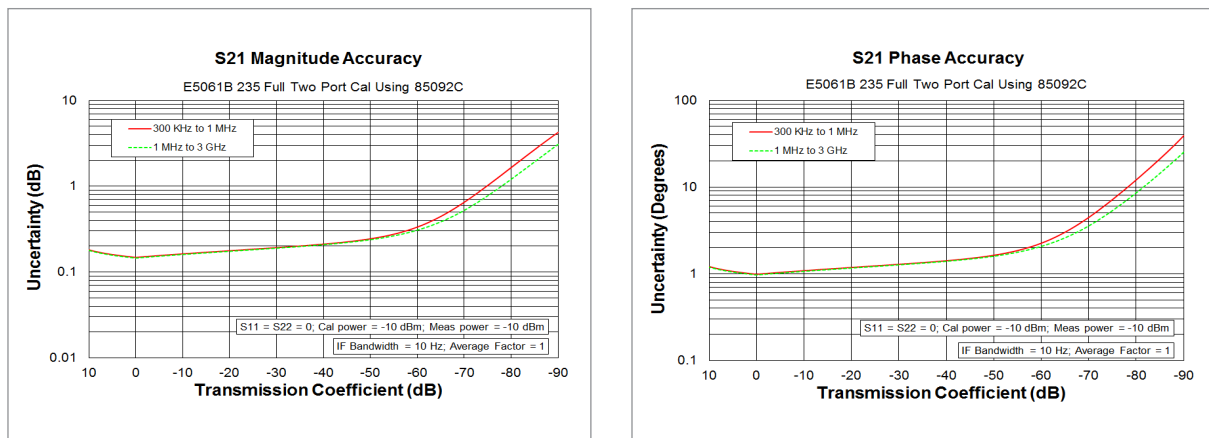 S21 Magnitude Accuracy
E5061B 235 Full Two Port Cal Using 85092C
10
1
0.1
0.01
Uncertainty (dB)
300 KHz to 1 MHz
1 MHz to 3 GHz
S11 = S22 = 0; Cal power = -10 dBm; Meas power = -10 dBm
IF Bandwidth = 10 Hz; Average Factor = 1
10 0 -10 -20 -30 -40 -50 -60 -70 -80 -90
Transmission Coefficient (dB)
S21 Phase Accuracy
E5061B 235 Full Two Port Cal Using 85092C
100
10
1
0.1
Uncertainty (Degrees)
300 KHz to 1 MHz
1 MHz to 3 GHz
S11 = S22 = 0; Cal power = -10 dBm; Meas power = -10 dBm
IF Bandwidth = 10 Hz; Average Factor = 1
10 0 -10 -20 -30 -40 -50 -60 -70 -80 -90
Transmission Coefficient (dB)